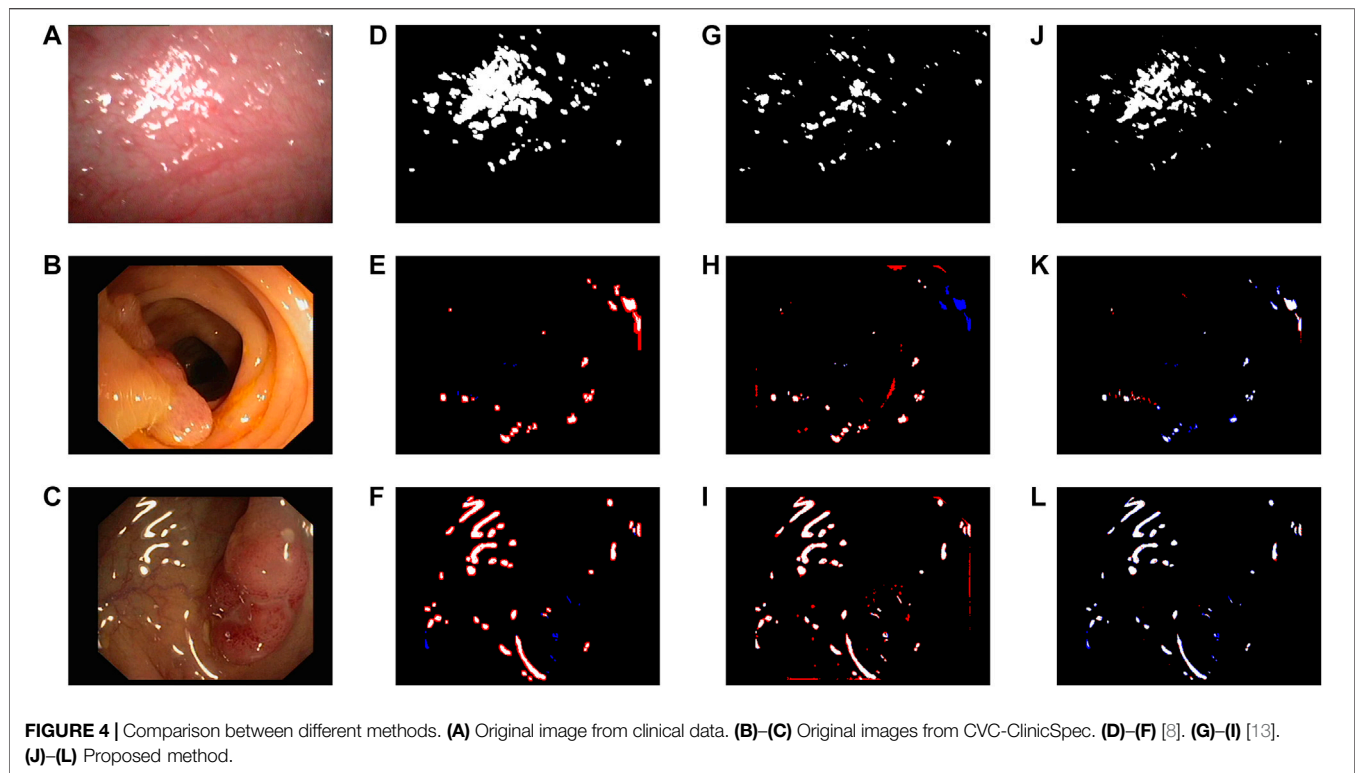 A
D
G
J
B
E
H
K
C
F
I
L
FIGURE 4 | Comparison between different methods. (A) Original image from clinical data. (B)–(C) Original images from CVC-ClinicSpec. (D)–(F) [8]. (G)–(I) [13].
(J)–(L) Proposed method.